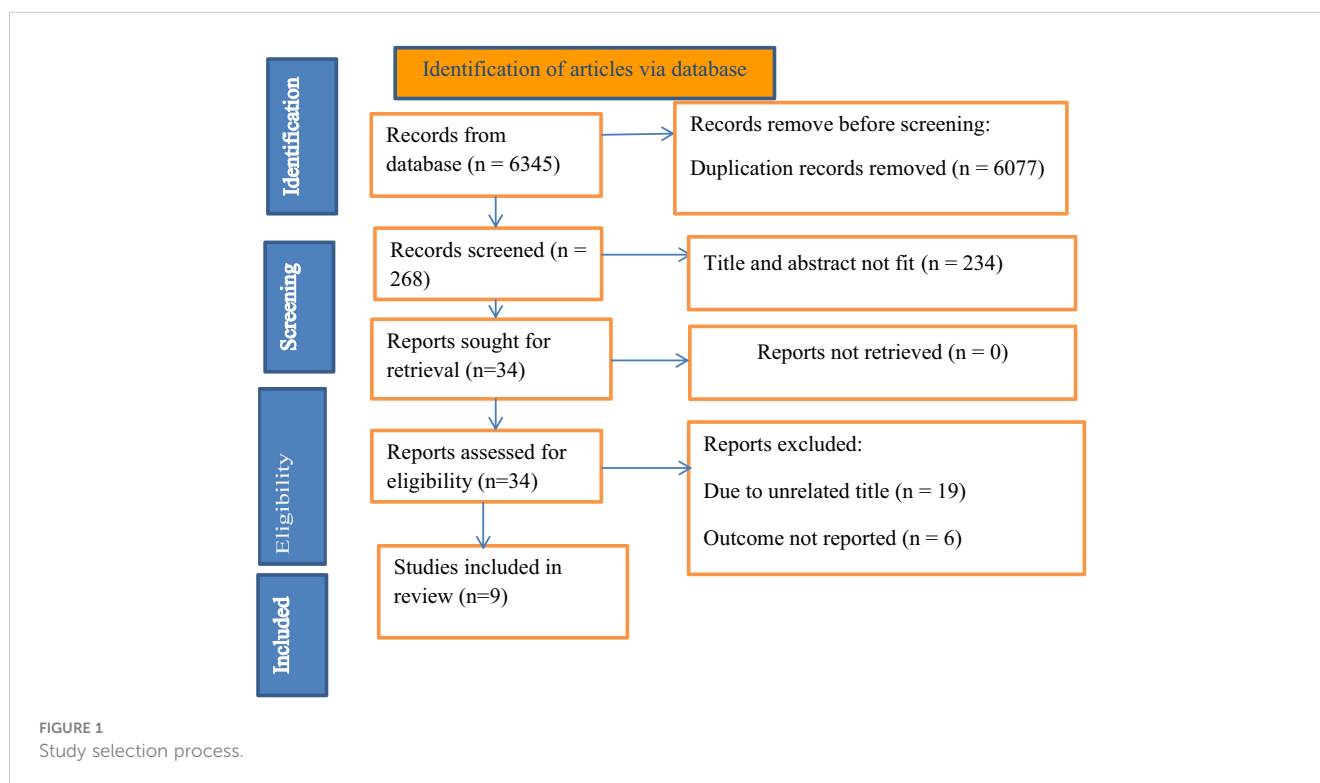 Identification of articles via database
Identification
Records from
database (n = 6345)
Records remove before screening:
Duplication records removed (n = 6077)
Screening
Records screened (n =
268)
Title and abstract not fit (n = 234)
Reports sought for
retrieval (n=34)
Reports not retrieved (n = 0)
Eligibility
Reports assessed for
eligibility (n=34)
Reports excluded:
Due to unrelated title (n = 19)
Outcome not reported (n = 6)
Included
Studies included in
review (n=9)
FIGURE 1
Study selection process.